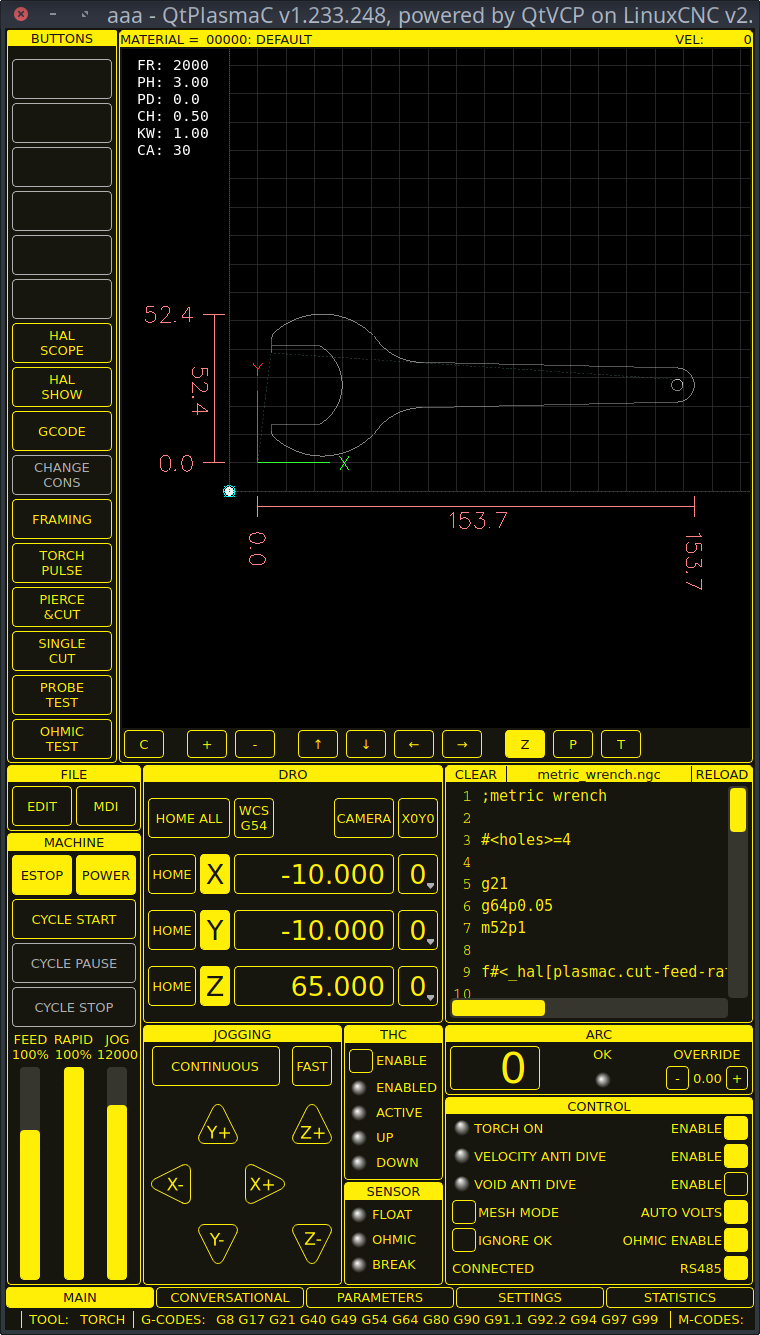 aaa - QtPlasmaC v1.233.248, powered by QtVCP on LinuxCNC v2.
BUTTONS
MATERIAL = 00000: DEFAULT
VEL: 0
FR: 2000
PH: 3.00
PD: 0.0
CH: 0.50
KW: 1.00
CA: 30
HAL
SCOPE
HAL
SHOW
GCODE
CHANGE
CONS
FRAMING
TORCH
PULSE
PIERCE
&CUT
SINGLE
CUT
PROBE
TEST
OHMIC
TEST
52.4
52.4
0.0
Y
X
153.7
0.0
153.7
C + - ↑ ↓ ← → Z P T
FILE
EDIT MDI
MACHINE
ESTOP POWER
CYCLE START
CYCLE PAUSE
CYCLE STOP
FEED RAPID JOG
100% 100% 12000
DRO
HOME ALL
WCS
G54
CAMERA X0Y0
HOME X -10.000 0
HOME Y -10.000 0
HOME Z 65.000 0
CLEAR metric_wrench.ngc RELOAD
1 ;metric wrench
2
3 #<holes>=4
4
5 g21
6 g64p0.05
7 m52p1
8
9 f#<_hal[plasmac.cut-feed-ra
10
JOGGING
CONTINUOUS FAST
Y+ Z+
X- X+
Y- Z-
THC
ENABLE
ENABLED
ACTIVE
UP
DOWN
SENSOR
FLOAT
OHMIC
BREAK
ARC
0 OK OVERRIDE
- 0.00 +
CONTROL
TORCH ON ENABLE
VELOCITY ANTI DIVE ENABLE
VOID ANTI DIVE ENABLE
MESH MODE AUTO VOLTS
IGNORE OK OHMIC ENABLE
CONNECTED RS485
MAIN CONVERSATIONAL PARAMETERS SETTINGS STATISTICS
TOOL: TORCH G-CODES: G8 G17 G21 G40 G49 G54 G64 G80 G90 G91.1 G92.2 G94 G97 G99 M-CODES: